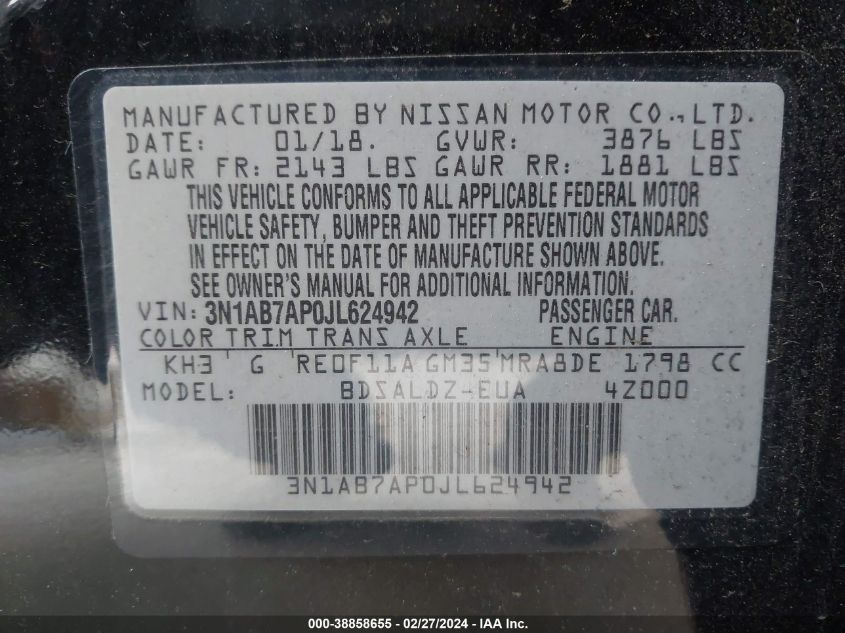 MANUFACTURED BY NISSAN MOTOR CO., LTD.
DATE: 01/18. GVWR: 3876 LBS
GAWR FR: 2143 LBS GAWR RR: 1881 LBS
THIS VEHICLE CONFORMS TO ALL APPLICABLE FEDERAL MOTOR
VEHICLE SAFETY, BUMPER AND THEFT PREVENTION STANDARDS
IN EFFECT ON THE DATE OF MANUFACTURE SHOWN ABOVE.
SEE OWNER'S MANUAL FOR ADDITIONAL INFORMATION.
VIN: 3N1AB7AP0JL624942 PASSENGER CAR.
COLOR TRIM TRANS AXLE ENGINE
KH3 G RE0F11A GM35 MRA8DE 1798 CC
MODEL: BDSALDZ-EUA 4Z000
3N1AB7AP0JL624942
000-38858655 - 02/27/2024 - IAAI Inc.